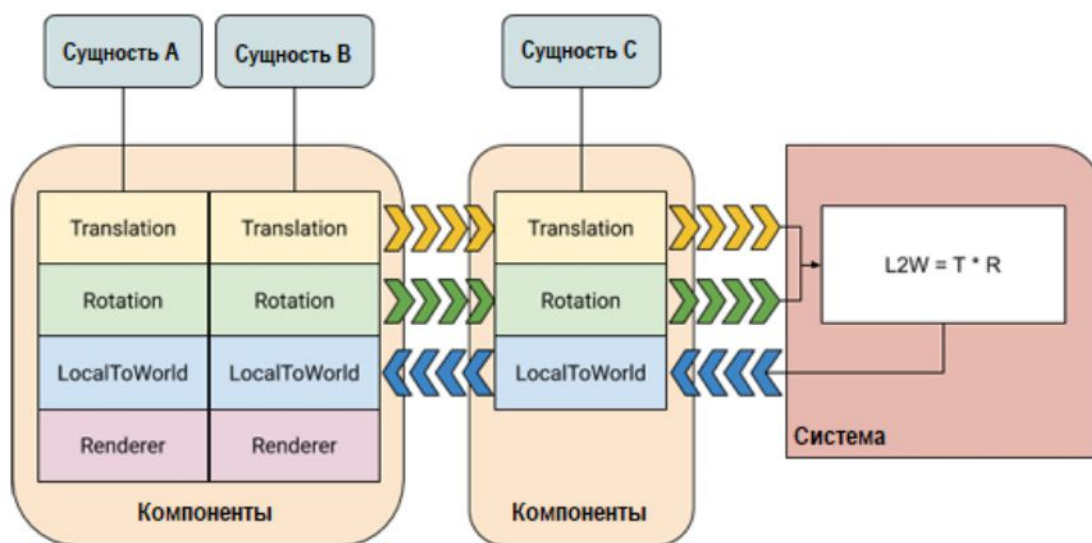 Сущность A
Сущность B
Сущность C
Translation
Translation
Translation
Rotation
Rotation
Rotation
L2W = T * R
LocalToWorld
LocalToWorld
LocalToWorld
Renderer
Renderer
Система
Компоненты
Компоненты